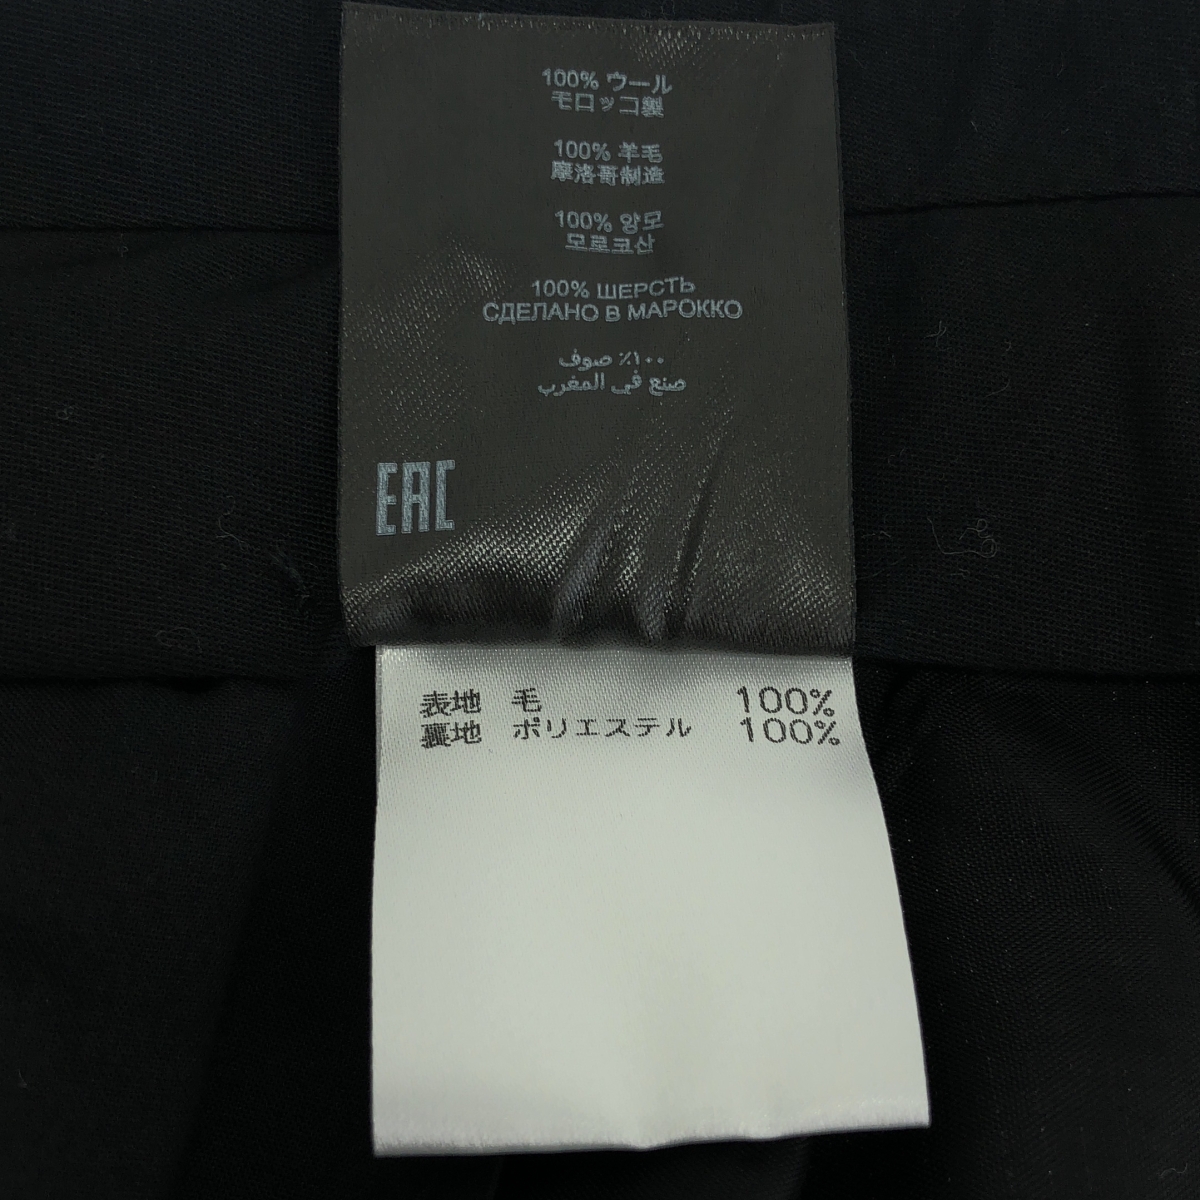 100% ウール
モロッコ製
100% 羊毛
摩洛哥制造
100% 양모
모로코산
100% ШЕРСТЬ
СДЕЛАНО В МАРОККО
١٠٠٪ صوف
صنع في المغرب
EAC
表地 毛 100%
裏地 ポリエステル 100%